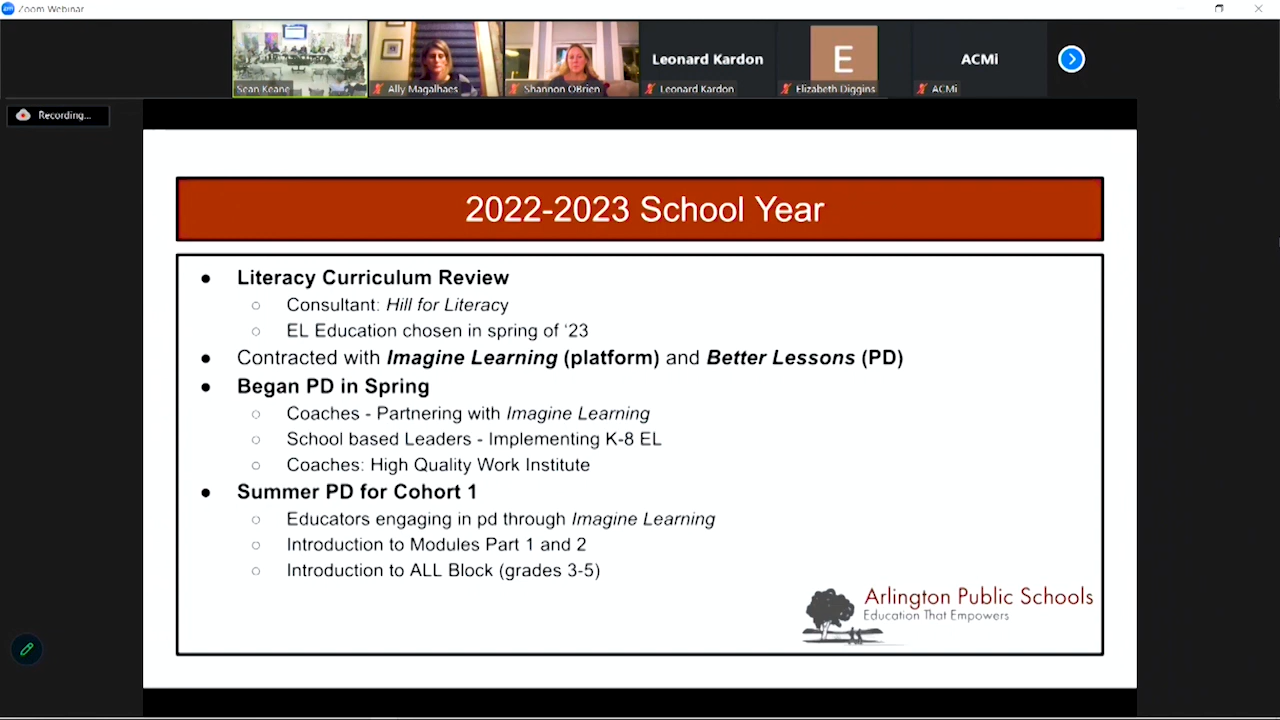 Zoom Webinar
Leonard Kardon
E
ACMi
Sean Keane
Ally Magalhaes
Shannon OBrien
Leonard Kardon
Elizabeth Diggins
ACMi
Recording...
2022-2023 School Year
● Literacy Curriculum Review
○ Consultant: Hill for Literacy
○ EL Education chosen in spring of ‘23
● Contracted with Imagine Learning (platform) and Better Lessons (PD)
● Began PD in Spring
○ Coaches - Partnering with Imagine Learning
○ School based Leaders - Implementing K-8 EL
○ Coaches: High Quality Work Institute
● Summer PD for Cohort 1
○ Educators engaging in pd through Imagine Learning
○ Introduction to Modules Part 1 and 2
○ Introduction to ALL Block (grades 3-5)
Arlington Public Schools
Education That Empowers